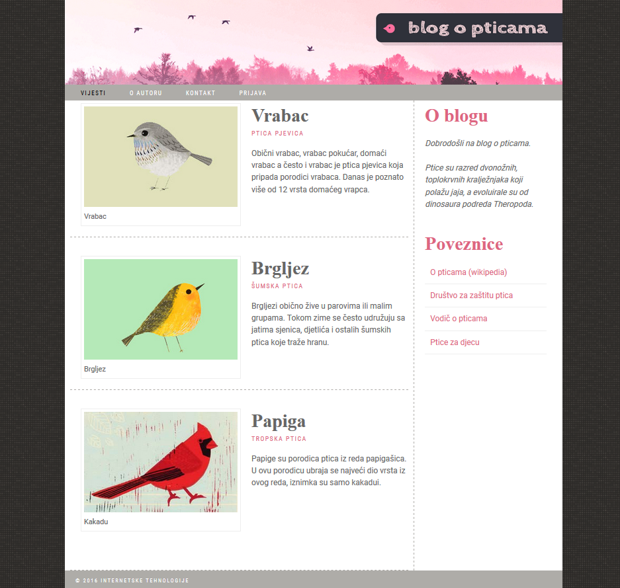 blog o pticama
VIJESTI O AUTORU KONTAKT PRIJAVA
Vrabac
PTICA PJEVICA
Obični vrabac, vrabac pokućar, domaći
vrabac a često i vrabac je ptica pjevica koja
pripada porodici vrabaca. Danas je poznato
više od 12 vrsta domaćeg vrapca.
Vrabac
Brgljez
ŠUMSKA PTICA
Brgljezi obično žive u parovima ili malim
grupama. Tokom zime se često udružuju sa
jatima sjenica, djetlića i ostalih šumskih
ptica koje traže hranu.
Brgljez
Papiga
TROPSKA PTICA
Papige su porodica ptica iz reda papigašica.
U ovu porodicu ubraja se najveći dio vrsta iz
ovog reda, iznimka su samo kakadui.
Kakadu
O blogu
Dobrodošli na blog o pticama.
Ptice su razred dvonožnih,
toplokrvnih kralježnjaka koji
polažu jaja, a evoluirale su od
dinosaura podreda Theropoda.
Poveznice
O pticama (wikipedia)
Društvo za zaštitu ptica
Vodič o pticama
Ptice za djecu
© 2016 INTERNETSKE TEHNOLOGIJE